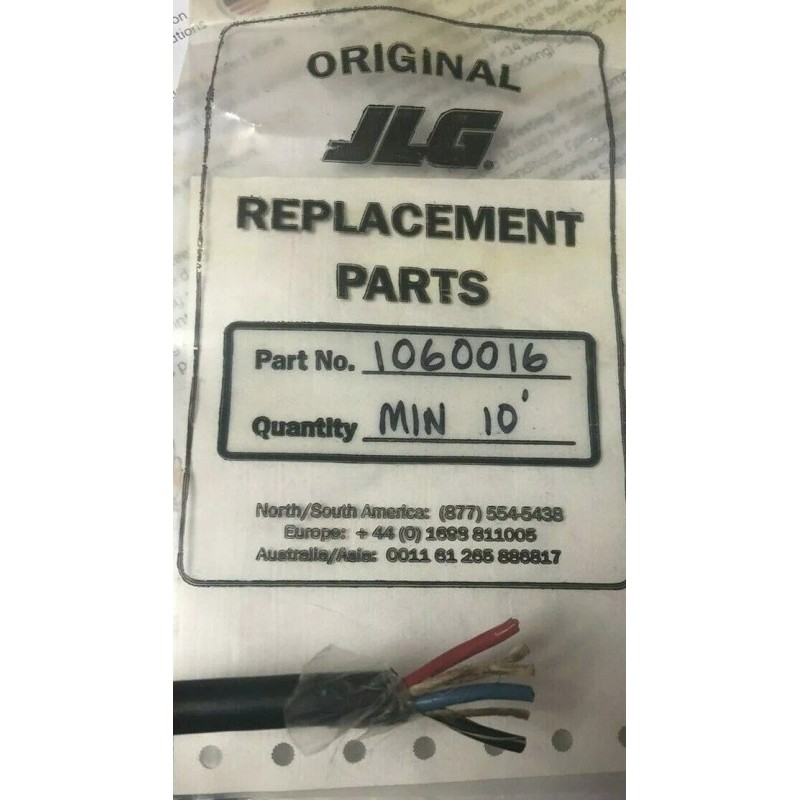 ORIGINAL
JLG
REPLACEMENT
PARTS
Part No. 1060016
Quantity MIN 10'
North/South America: (877) 554-5438
Europe: + 44 (0) 1698 811005
Australia/Asia: 0011 61 265 886817